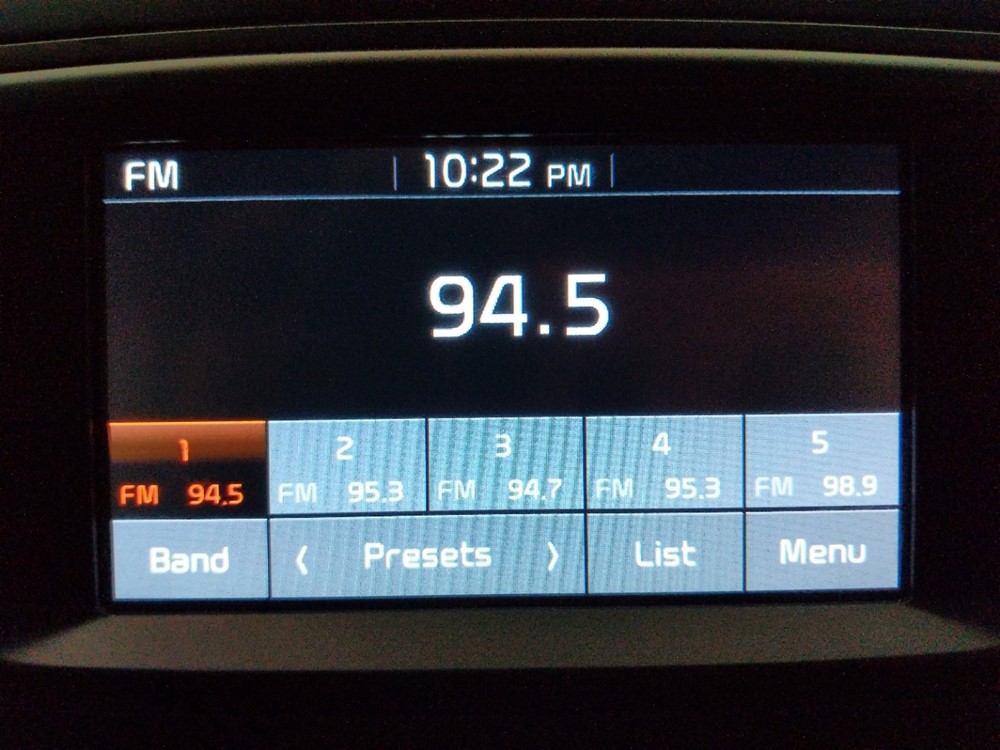 FM | 10:22 PM |
94.5
1 2 3 4 5
FM 94.5 FM 95.3 FM 94.7 FM 95.3 FM 98.9
Band ⟨ Presets ⟩ List Menu